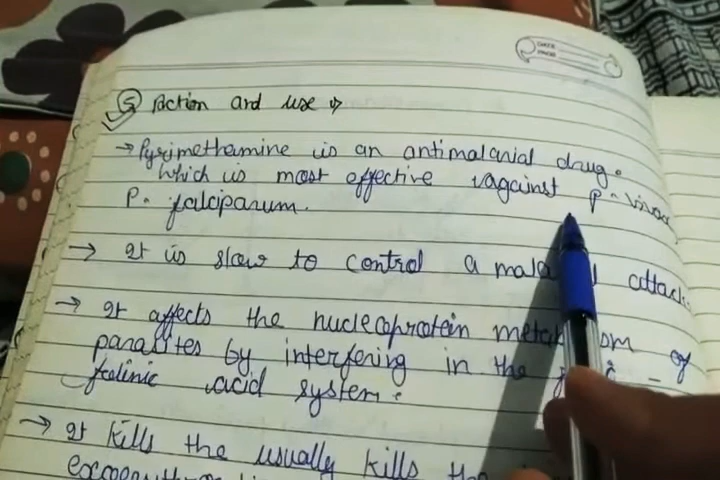 DATE
PAGE
5 Action and use →
→ Pyrimethamine is an antimalarial drug.
which is most effective against P. vivax,
P. falciparum.
→ It is slow to control a attack
→ It affects the nucleoprotein of
parasites by interfering in the
folinic acid system.
→ It kills the usually kills the